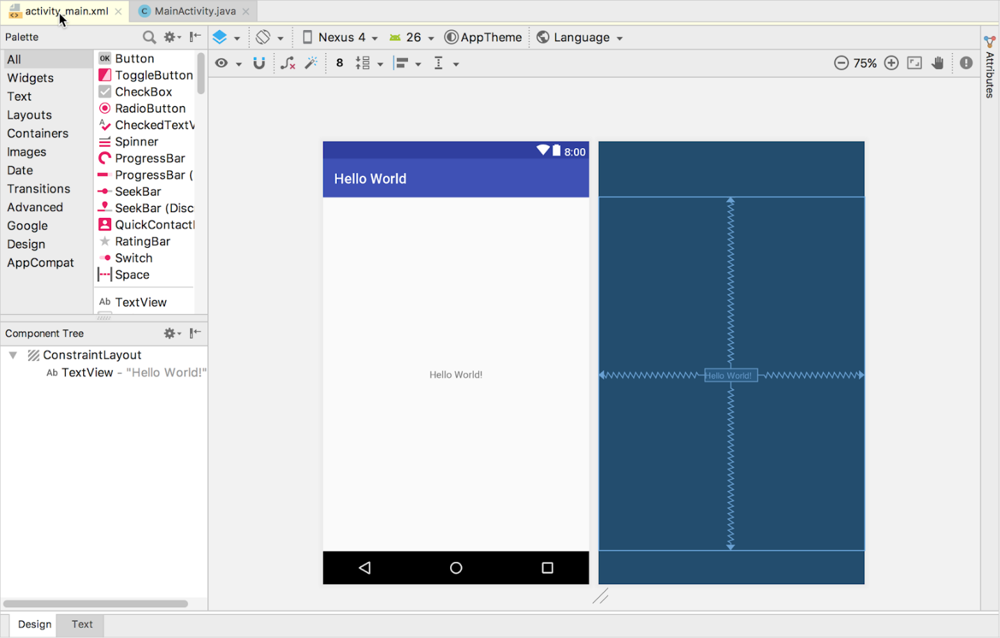 activity_main.xml
MainActivity.java
Palette
Nexus 4
26
AppTheme
Language
8
75%
Attributes
All
Widgets
Text
Layouts
Containers
Images
Date
Transitions
Advanced
Google
Design
AppCompat
OK Button
ToggleButton
CheckBox
RadioButton
CheckedTextV
Spinner
ProgressBar
ProgressBar (
SeekBar
SeekBar (Disc
QuickContactI
RatingBar
Switch
Space
Ab TextView
Component Tree
ConstraintLayout
Ab TextView - "Hello World!"
8:00
Hello World
Hello World!
Hello World!
Design
Text